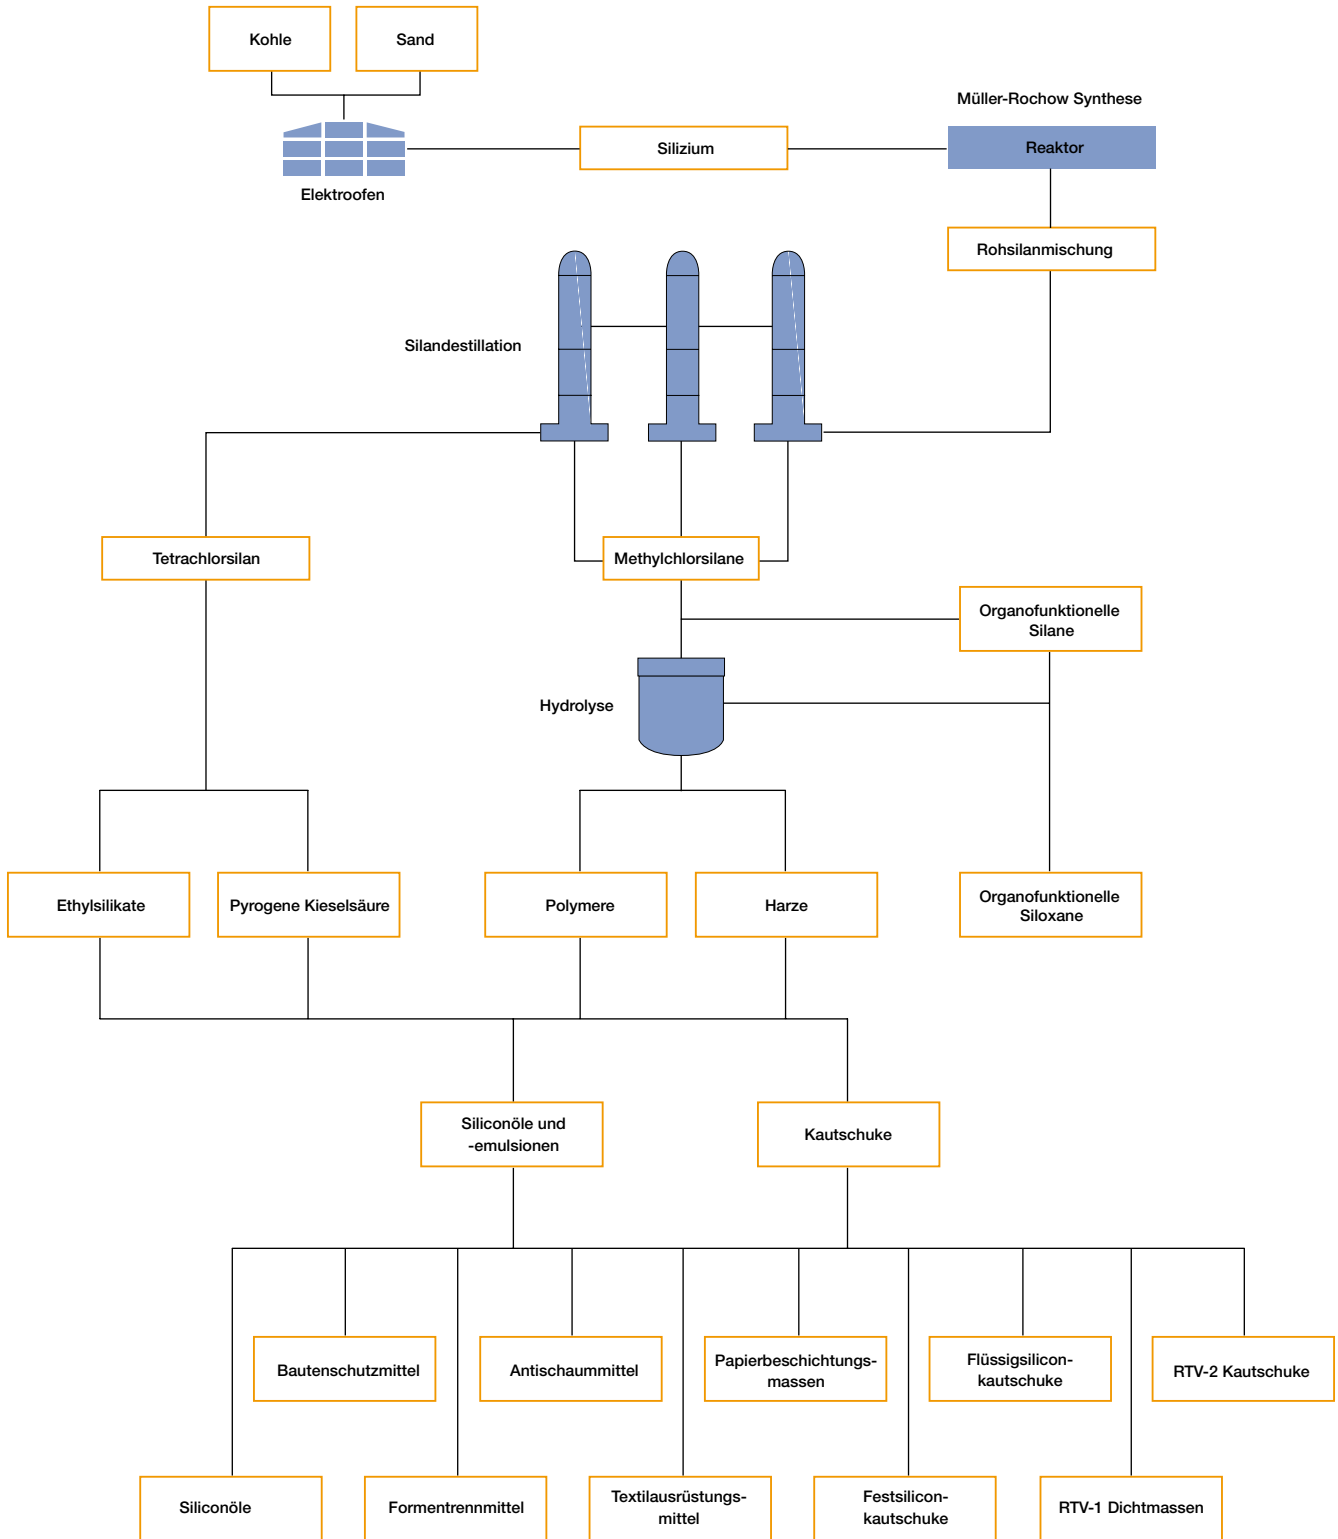 Kohle
Sand
Müller-Rochow Synthese
Silizium
Reaktor
Elektroofen
Rohsilanmischung
Silandestillation
Tetrachlorsilan
Methylchlorsilane
Organofunktionelle
Silane
Hydrolyse
Ethylsilikate
Pyrogene Kieselsäure
Polymere
Harze
Organofunktionelle
Siloxane
Siliconöle und
-emulsionen
Kautschuke
Bautenschutzmittel
Antischaummittel
Papierbeschichtungs-
massen
Flüssigsilicon-
kautschuke
RTV-2 Kautschuke
Siliconöle
Formentrennmittel
Textilausrüstungs-
mittel
Festsilicon-
kautschuke
RTV-1 Dichtmassen